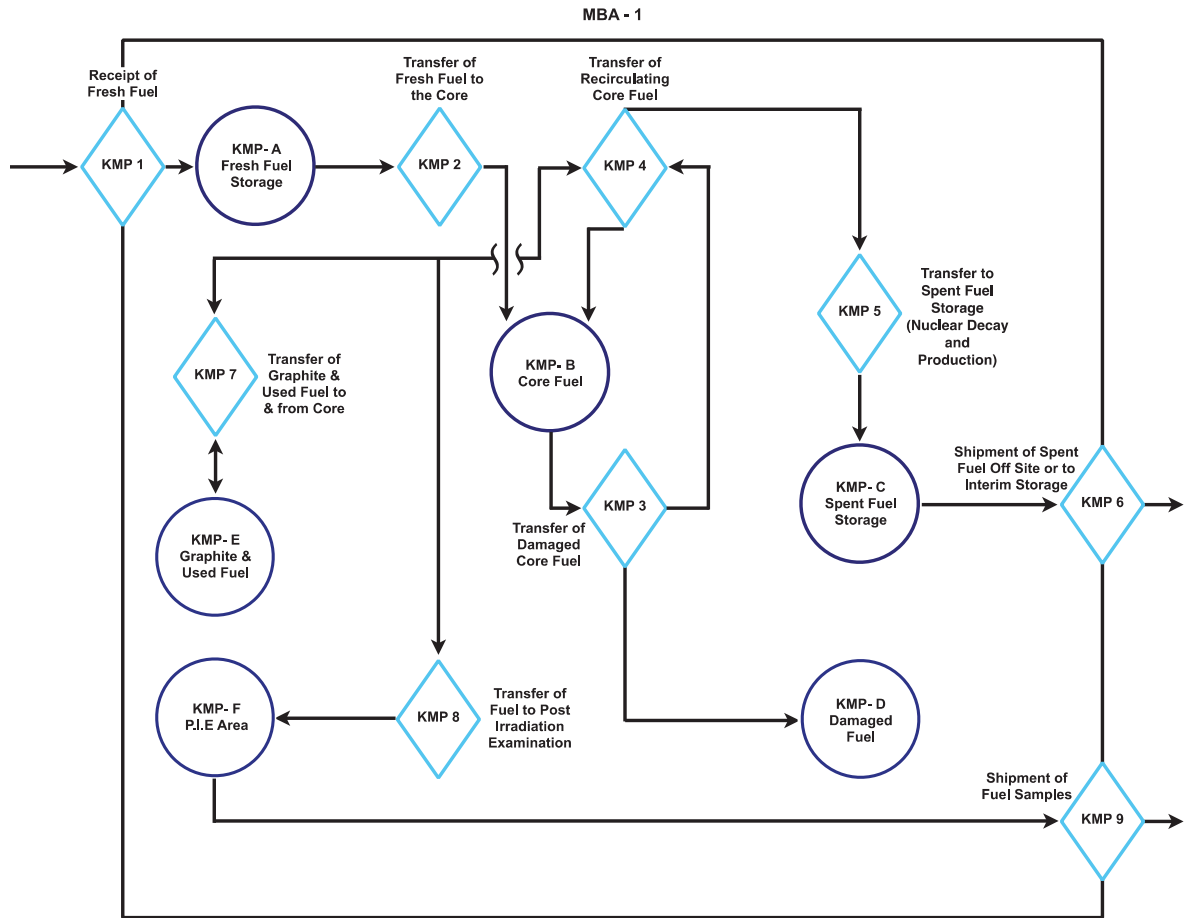 MBA - 1
Receipt of
Fresh Fuel
KMP 1
KMP- A
Fresh Fuel
Storage
Transfer of
Fresh Fuel to
the Core
KMP 2
Transfer of
Recirculating
Core Fuel
KMP 4
KMP 5
Transfer to
Spent Fuel
Storage
(Nuclear Decay
and
Production)
KMP 7
Transfer of
Graphite &
Used Fuel to
& from Core
KMP- B
Core Fuel
KMP- E
Graphite &
Used Fuel
KMP 3
Transfer of
Damaged
Core Fuel
KMP- C
Spent Fuel
Storage
Shipment of Spent
Fuel Off Site or to
Interim Storage
KMP 6
KMP- F
P.I.E Area
KMP 8
Transfer of
Fuel to Post
Irradiation
Examination
KMP- D
Damaged
Fuel
Shipment of
Fuel Samples
KMP 9